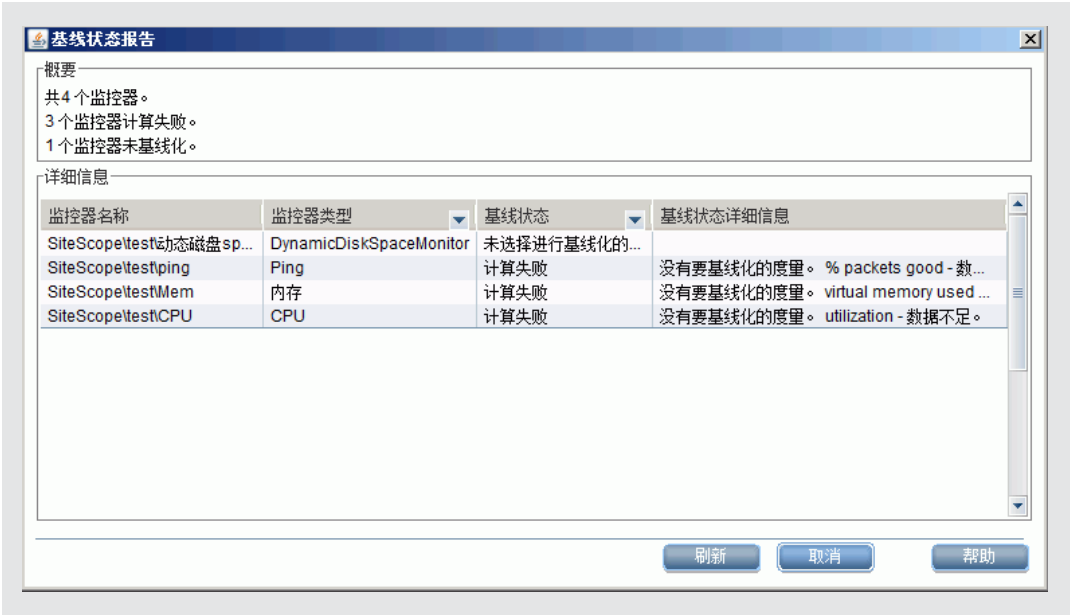 基线状态报告
概要
共4 个监控器。
3 个监控器计算失败。
1 个监控器未基线化。
详细信息
监控器名称 监控器类型 基线状态 基线状态详细信息
SiteScope\test\动态磁盘sp... DynamicDiskSpaceMonitor 未选择进行基线化的...
SiteScope\test\ping Ping 计算失败 没有要基线化的度量。 % packets good - 数...
SiteScope\test\Mem 内存 计算失败 没有要基线化的度量。 virtual memory used ...
SiteScope\test\CPU CPU 计算失败 没有要基线化的度量。 utilization - 数据不足。
刷新 取消 帮助